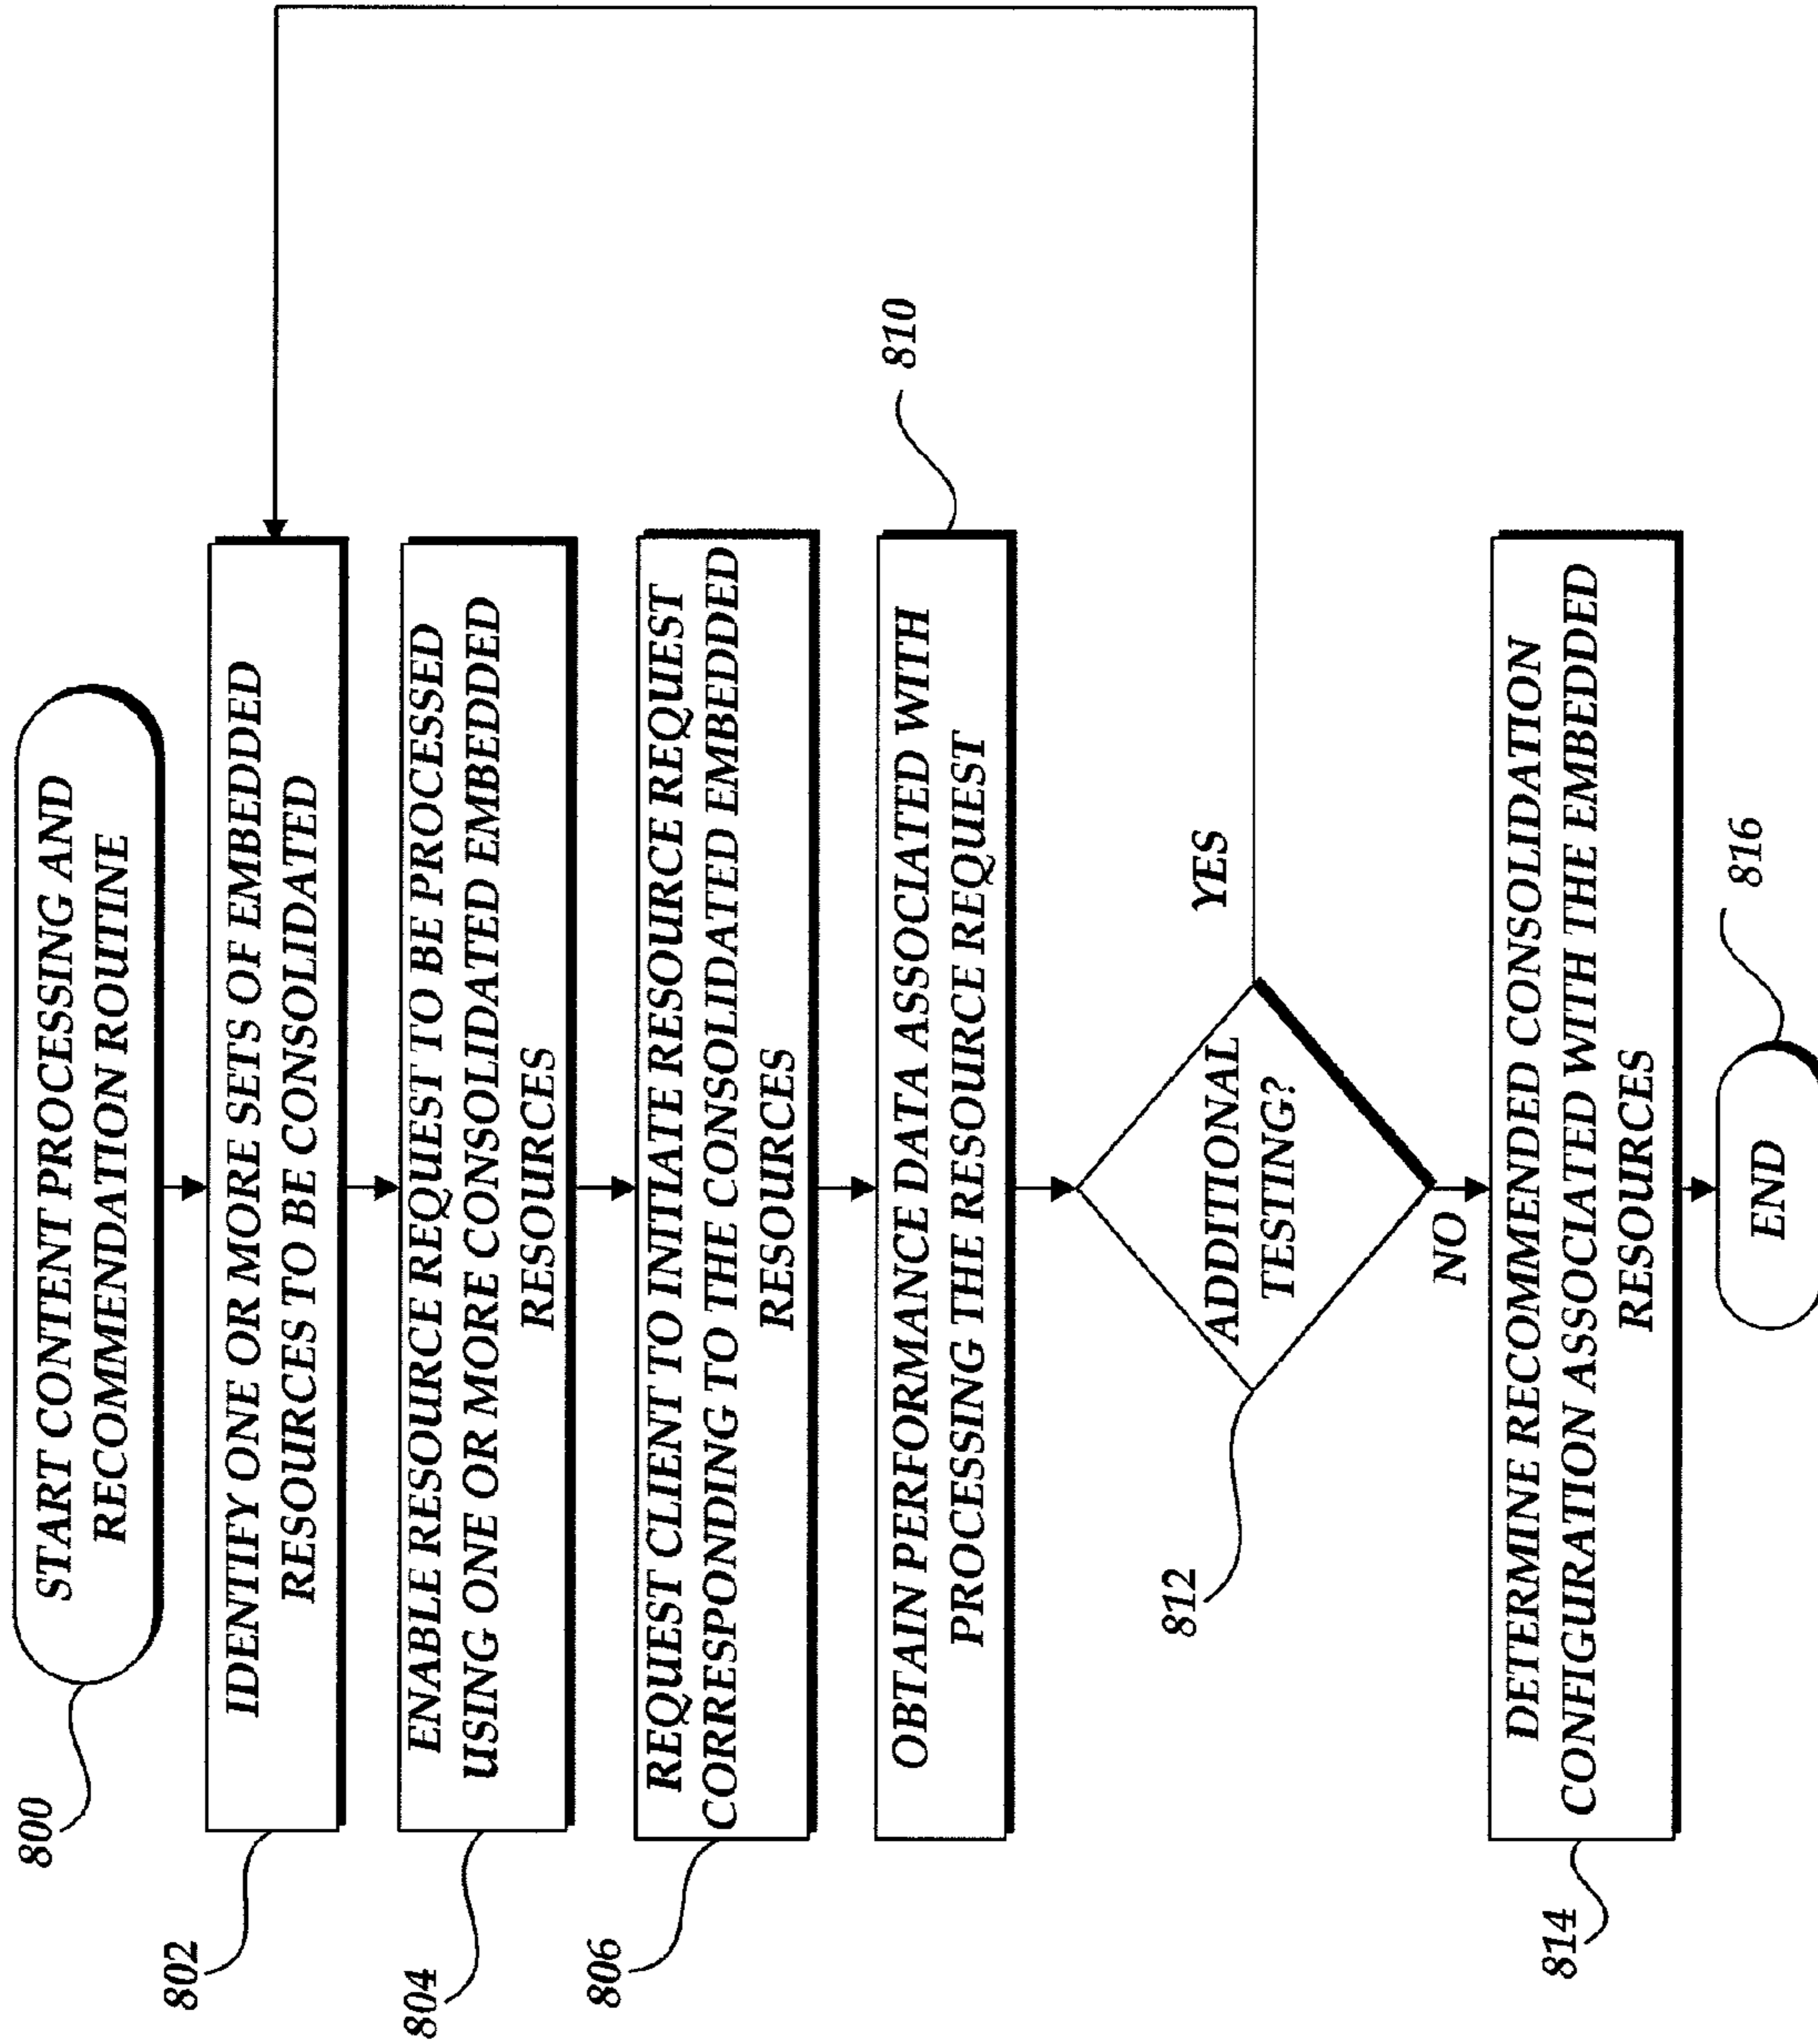 800
START CONTENT PROCESSING AND
RECOMMENDATION ROUTINE
802
IDENTIFY ONE OR MORE SETS OF EMBEDDED
RESOURCES TO BE CONSOLIDATED
804
ENABLE RESOURCE REQUEST TO BE PROCESSED
USING ONE OR MORE CONSOLIDATED EMBEDDED
RESOURCES
806
REQUEST CLIENT TO INITIATE RESOURCE REQUEST
CORRESPONDING TO THE CONSOLIDATED EMBEDDED
RESOURCES
810
OBTAIN PERFORMANCE DATA ASSOCIATED WITH
PROCESSING THE RESOURCE REQUEST
812
ADDITIONAL
TESTING?
YES
NO
814
DETERMINE RECOMMENDED CONSOLIDATION
CONFIGURATION ASSOCIATED WITH THE EMBEDDED
RESOURCES
816
END